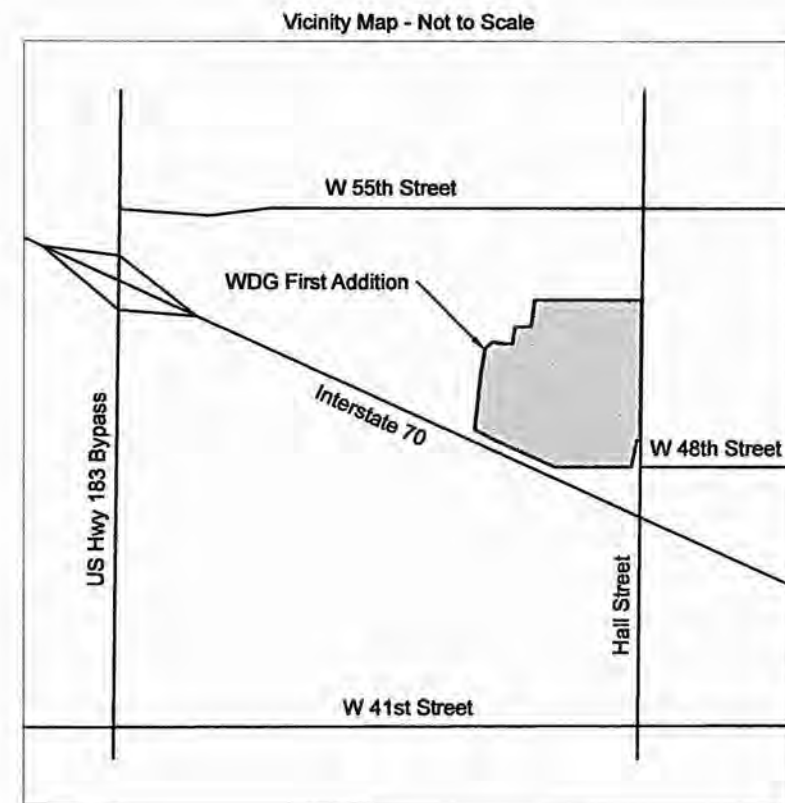 Vicinity Map - Not to Scale
W 55th Street
WDG First Addition
Interstate 70
W 48th Street
US Hwy 183 Bypass
Hall Street
W 41st Street